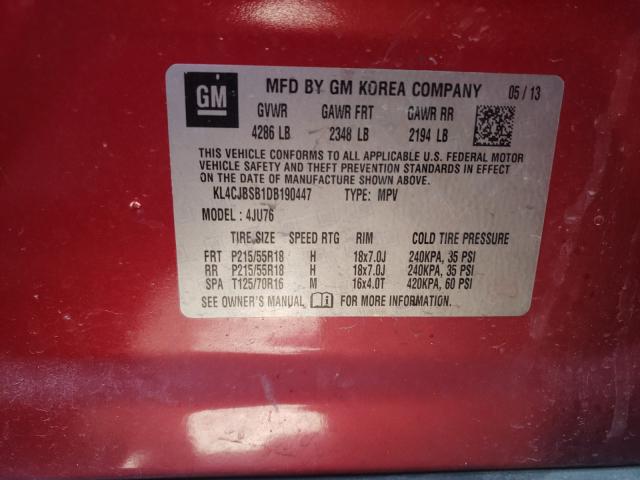 GM
MFD BY GM KOREA COMPANY 05 / 13
GVWR GAWR FRT GAWR RR
4286 LB 2348 LB 2194 LB
THIS VEHICLE CONFORMS TO ALL APPLICABLE U.S. FEDERAL MOTOR
VEHICLE SAFETY AND THEFT PREVENTION STANDARDS IN EFFECT
ON THE DATE OF MANUFACTURE SHOWN ABOVE.
KL4CJBSB1DB190447 TYPE: MPV
MODEL : 4JU76
TIRE SIZE SPEED RTG RIM COLD TIRE PRESSURE
FRT P215/55R18 H 18x7.0J 240KPA, 35 PSI
RR P215/55R18 H 18x7.0J 240KPA, 35 PSI
SPA T125/70R16 M 16x4.0T 420KPA, 60 PSI
SEE OWNER'S MANUAL FOR MORE INFORMATION.